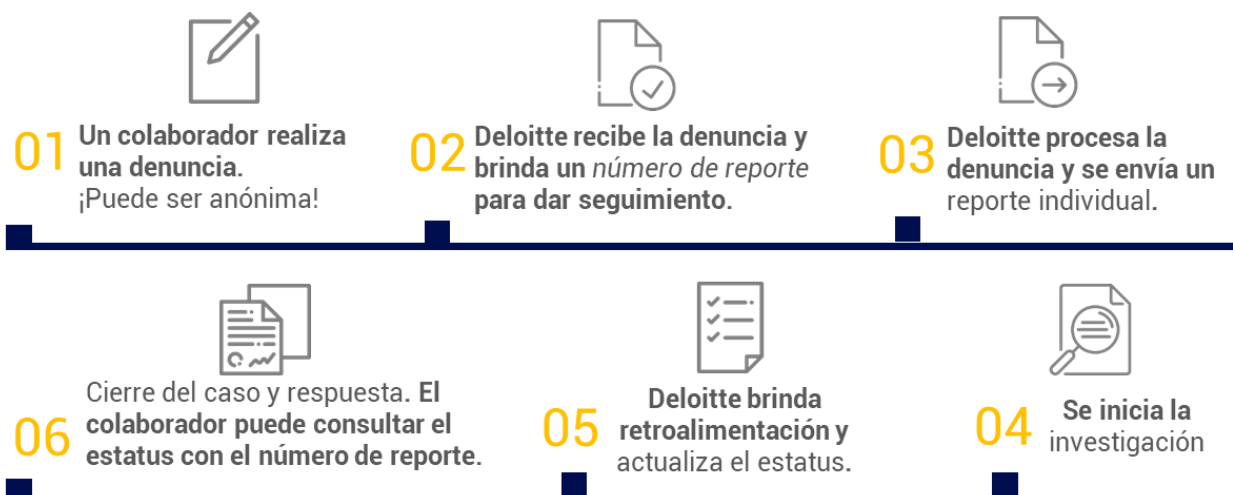 01
Un colaborador realiza
una denuncia.
¡Puede ser anónima!
02
Deloitte recibe la denuncia y
brinda un número de reporte
para dar seguimiento.
03
Deloitte procesa la
denuncia y se envía un
reporte individual.
04
Se inicia la
investigación
05
Deloitte brinda
retroalimentación y
actualiza el estatus.
06
Cierre del caso y respuesta. El
colaborador puede consultar el
estatus con el número de reporte.